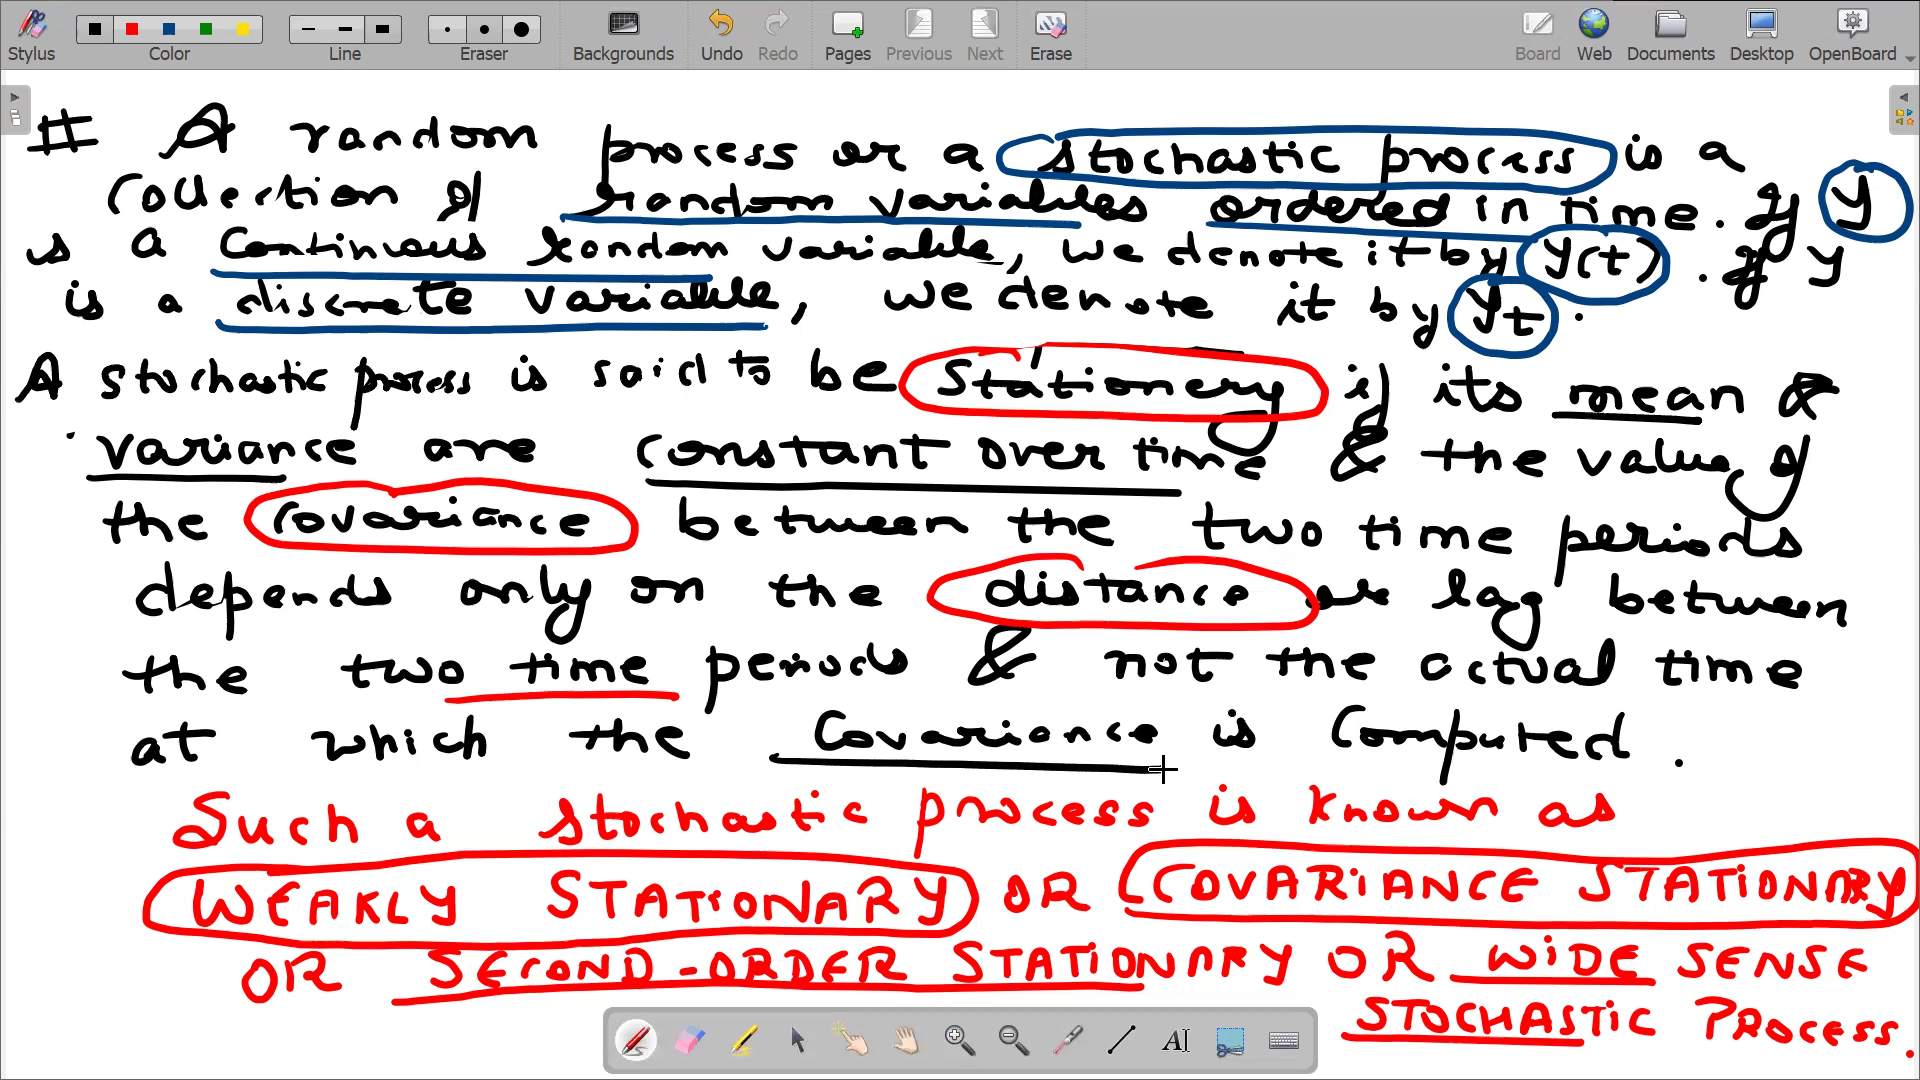 Stylus Color Line Eraser Backgrounds Undo Redo Pages Previous Next Erase Board Web Documents Desktop OpenBoard
# A random process or a stochastic process is a
collection of random variables ordered in time. If Y
is a continuous random variable, we denote it by Y(t). If Y
is a discrete variable, we denote it by Yt.
A stochastic process is said to be stationery if its mean &
variance are constant over time & the value of
the covariance between the two time periods
depends only on the distance or lag between
the two time periods & not the actual time
at which the covariance is computed.
Such a stochastic process is known as
WEAKLY STATIONARY OR COVARIANCE STATIONARY
OR SECOND-ORDER STATIONARY OR WIDE SENSE
STOCHASTIC PROCESS.